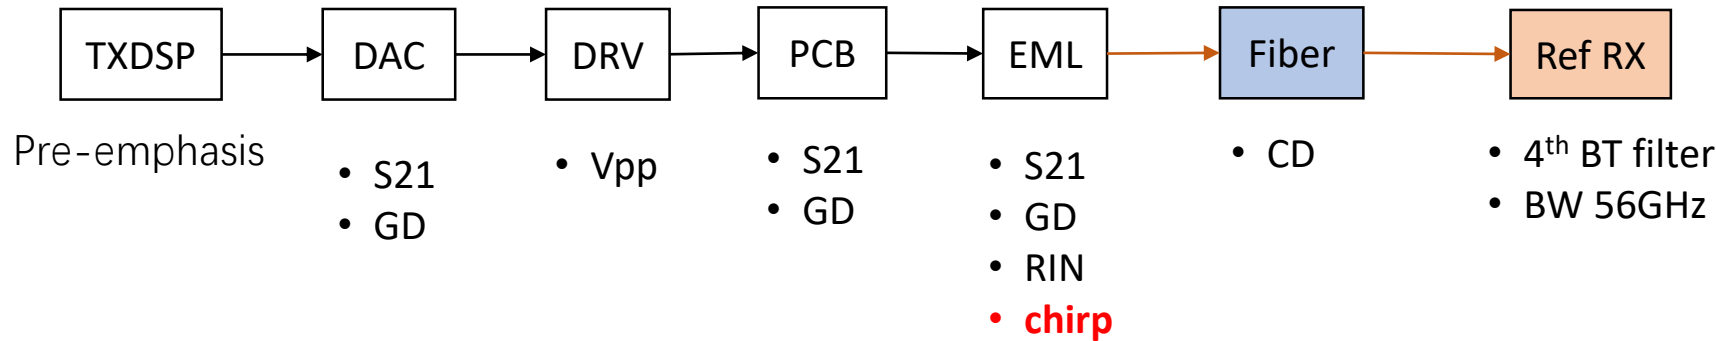 TXDSP
DAC
DRV
PCB
EML
Fiber
Ref RX
Pre-emphasis
• S21
• GD
• Vpp
• S21
• GD
• S21
• GD
• RIN
• chirp
• CD
• 4th BT filter
• BW 56GHz